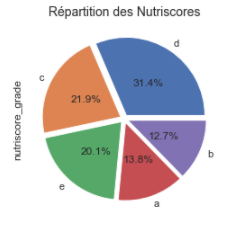 Répartition des Nutriscores
nutriscore_grade
d
31.4%
c
21.9%
e
20.1%
a
13.8%
b
12.7%